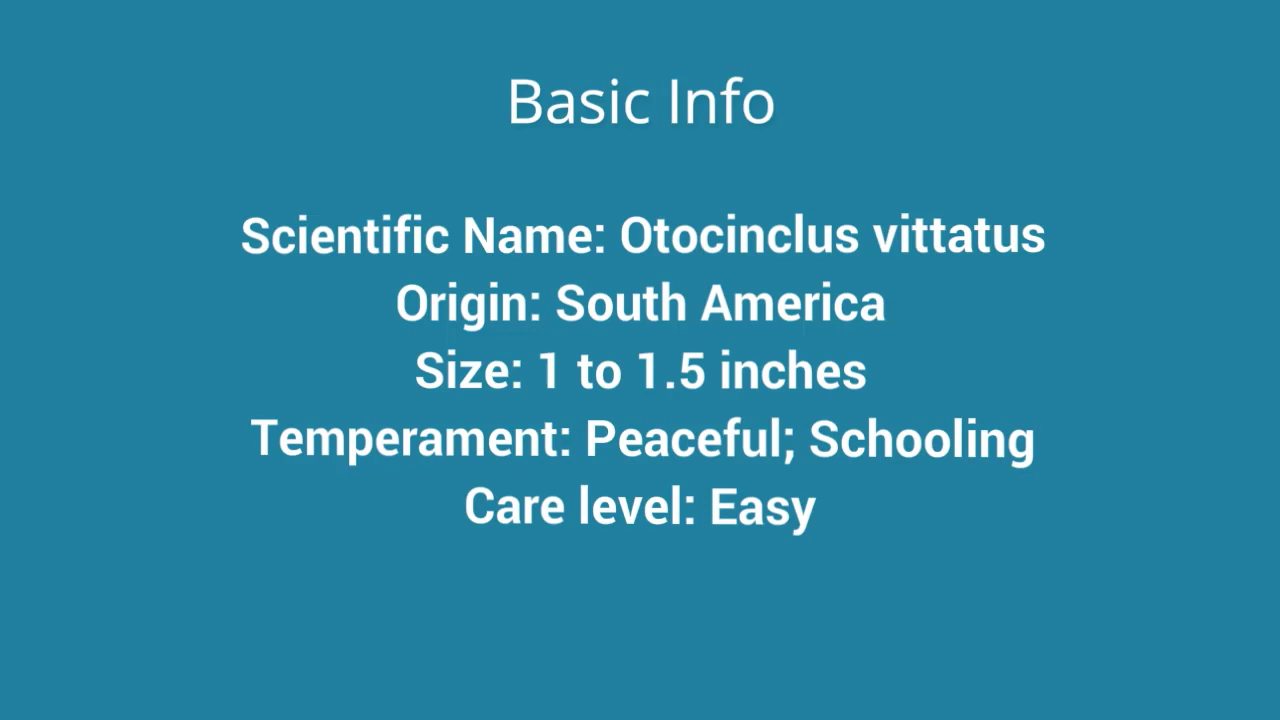 Basic Info
Scientific Name: Otocinclus vittatus
Origin: South America
Size: 1 to 1.5 inches
Temperament: Peaceful; Schooling
Care level: Easy